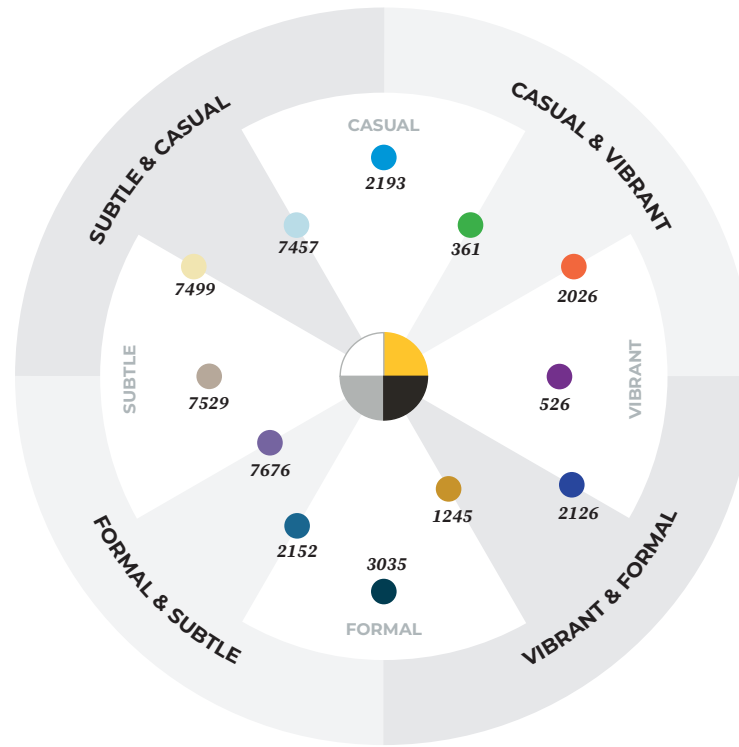 SUBTLE & CASUAL
CASUAL & VIBRANT
CASUAL
2193
7457
361
7499
2026
SUBTLE
VIBRANT
7529
526
7676
1245
2126
2152
3035
FORMAL
FORMAL & SUBTLE
VIBRANT & FORMAL